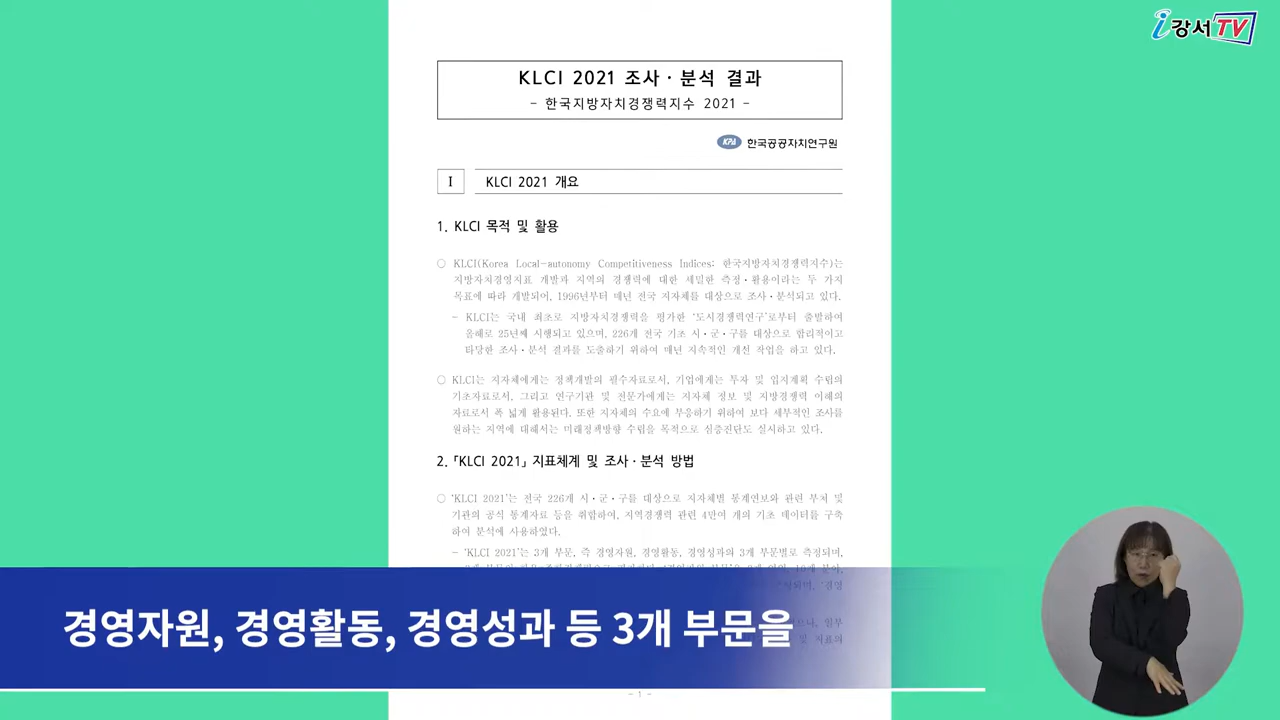 i강서TV
KLCI 2021 조사·분석 결과
- 한국지방자치경쟁력지수 2021 -
KPA 한국공공자치연구원
I KLCI 2021 개요
1. KLCI 목적 및 활용
○ KLCI(Korea Local-autonomy Competitiveness Indices: 한국지방자치경쟁력지수)는
지방자치경영지표 개발과 지역의 경쟁력에 대한 세밀한 측정·활용이라는 두 가지
목표에 따라 개발되어, 1996년부터 매년 전국 지자체를 대상으로 조사·분석되고 있다.
- KLCI는 국내 최초로 지방자치경쟁력을 평가한 '도시경쟁력연구'로부터 출발하여
올해로 25년째 시행되고 있으며, 226개 전국 기초 시·군·구를 대상으로 합리적이고
타당한 조사·분석 결과를 도출하기 위하여 매년 지속적인 개선 작업을 하고 있다.
○ KLCI는 지자체에게는 정책개발의 필수자료로서, 기업에게는 투자 및 입지계획 수립의
기초자료로서, 그리고 연구기관 및 전문가에게는 지자체 정보 및 지방경쟁력 이해의
자료로서 폭 넓게 활용된다. 또한 지자체의 수요에 부응하기 위하여 보다 세부적인 조사를
원하는 지역에 대해서는 미래정책방향 수립을 목적으로 심층진단도 실시하고 있다.
2. 「KLCI 2021」 지표체계 및 조사·분석 방법
○ 'KLCI 2021'는 전국 226개 시·군·구를 대상으로 지자체별 통계연보와 관련 부처 및
기관의 공식 통계자료 등을 취합하여, 지역경쟁력 관련 4만여 개의 기초 데이터를 구축
하여 분석에 사용하였다.
- 'KLCI 2021'는 3개 부문, 즉 경영자원, 경영활동, 경영성과의 3개 부문별로 측정되며,
경영자원, 경영활동, 경영성과 등 3개 부문을
일부
및 지표의
- 1 -